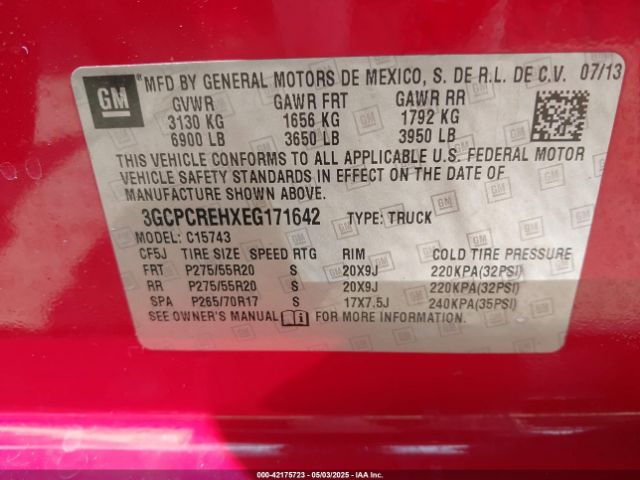 GM
MFD BY GENERAL MOTORS DE MEXICO, S. DE R.L. DE C.V. 07/13
GVWR GAWR FRT GAWR RR
3130 KG 1656 KG 1792 KG
6900 LB 3650 LB 3950 LB
THIS VEHICLE CONFORMS TO ALL APPLICABLE U.S. FEDERAL MOTOR
VEHICLE SAFETY STANDARDS IN EFFECT ON THE DATE OF
MANUFACTURE SHOWN ABOVE.
3GCPCREHXEG171642 TYPE: TRUCK
MODEL: C15743
CF5J TIRE SIZE SPEED RTG RIM COLD TIRE PRESSURE
FRT P275/55R20 S 20X9J 220KPA(32PSI)
RR P275/55R20 S 20X9J 220KPA(32PSI)
SPA P265/70R17 S 17X7.5J 240KPA(35PSI)
SEE OWNER'S MANUAL FOR MORE INFORMATION.
000-42175723 - 05/03/2025 - IAA Inc.